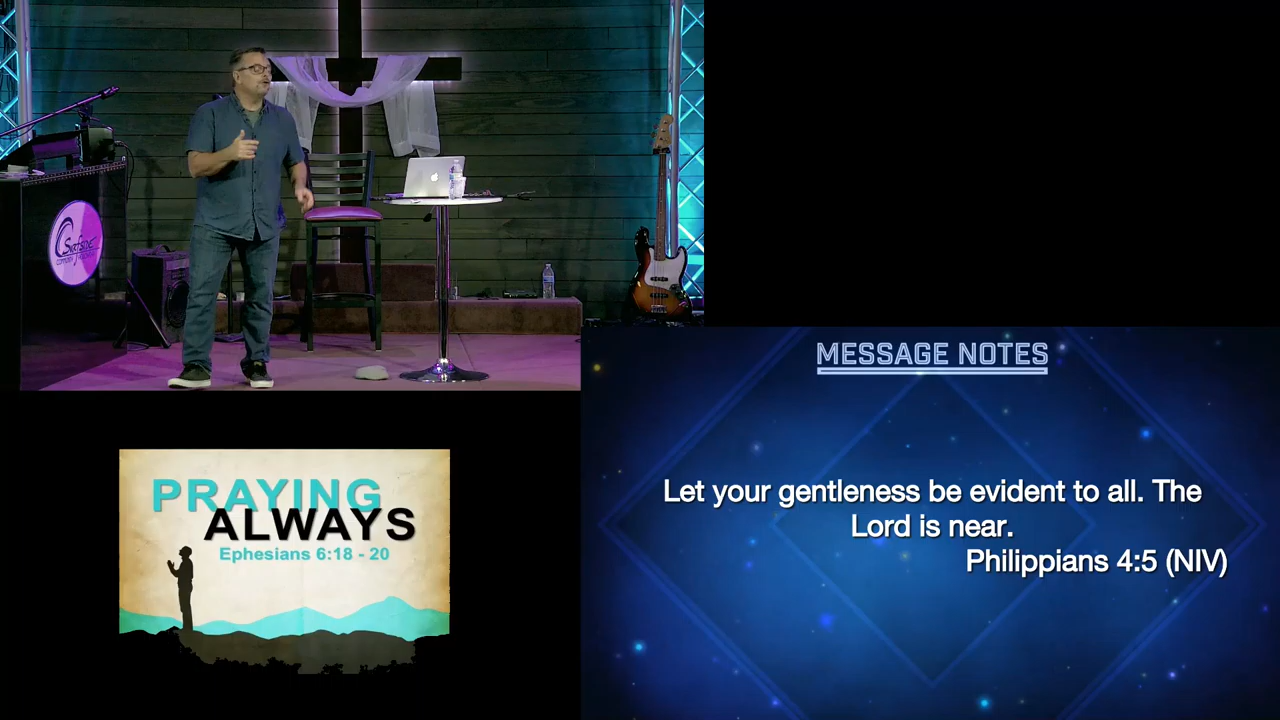 Surfside
MESSAGE NOTES
Let your gentleness be evident to all. The
Lord is near.
Philippians 4:5 (NIV)
PRAYING
ALWAYS
Ephesians 6:18 - 20